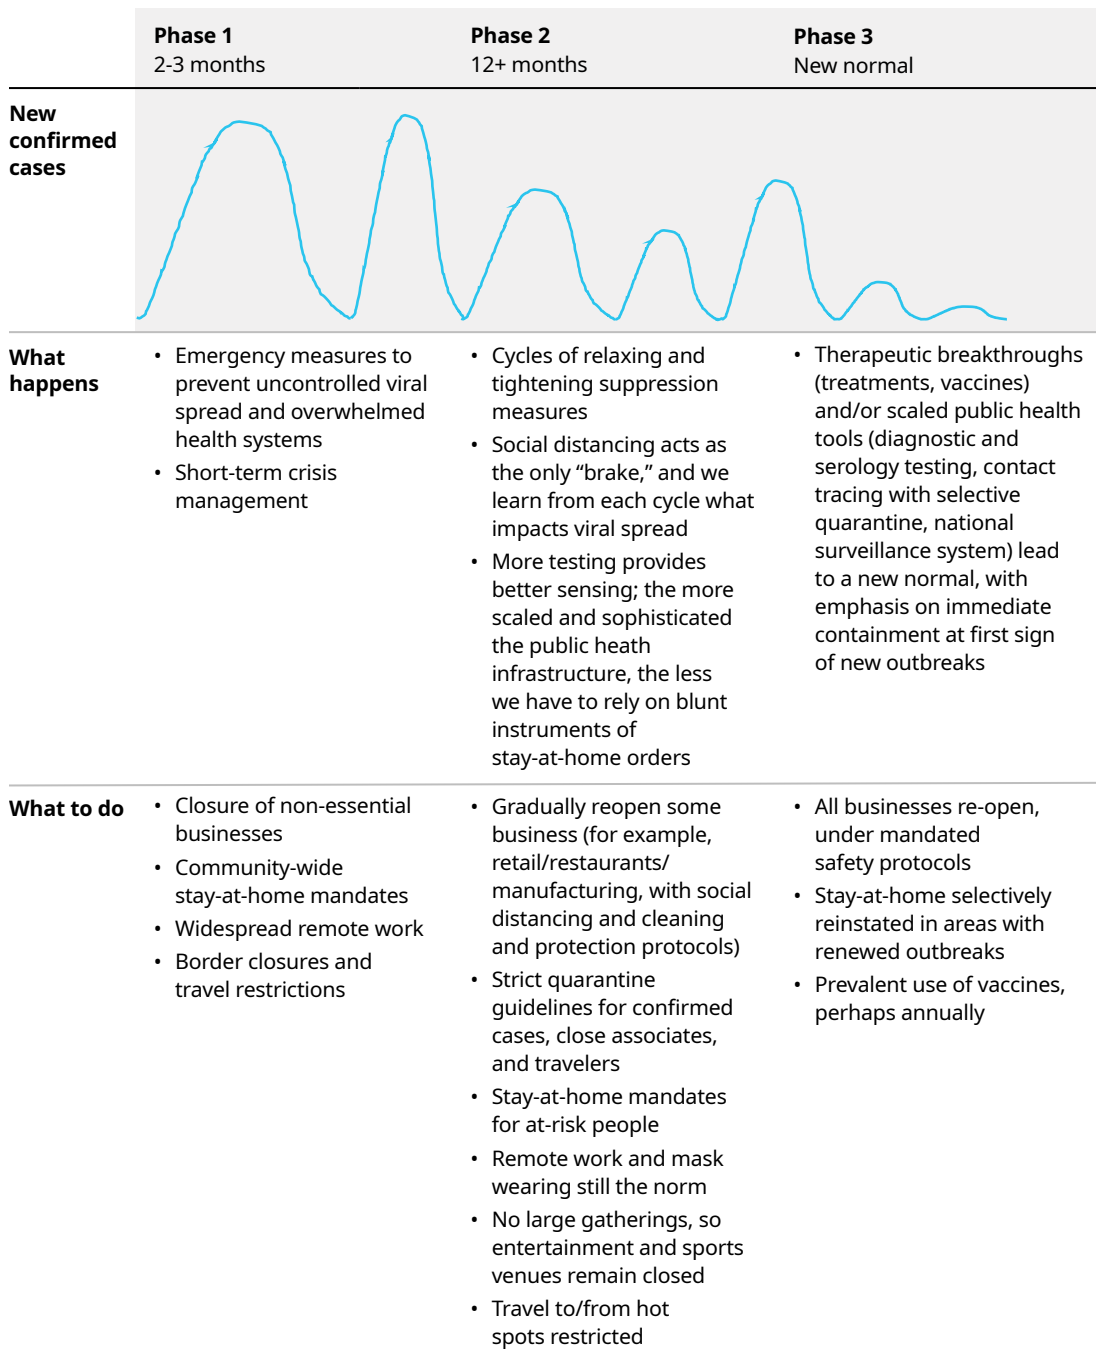 Phase 1
2-3 months
Phase 2
12+ months
Phase 3
New normal
New
confirmed
cases
What
happens
• Emergency measures to
prevent uncontrolled viral
spread and overwhelmed
health systems
• Short-term crisis
management
• Cycles of relaxing and
tightening suppression
measures
• Social distancing acts as
the only “brake,” and we
learn from each cycle what
impacts viral spread
• More testing provides
better sensing; the more
scaled and sophisticated
the public heath
infrastructure, the less
we have to rely on blunt
instruments of
stay-at-home orders
• Therapeutic breakthroughs
(treatments, vaccines)
and/or scaled public health
tools (diagnostic and
serology testing, contact
tracing with selective
quarantine, national
surveillance system) lead
to a new normal, with
emphasis on immediate
containment at first sign
of new outbreaks
What to do
• Closure of non-essential
businesses
• Community-wide
stay-at-home mandates
• Widespread remote work
• Border closures and
travel restrictions
• Gradually reopen some
business (for example,
retail/restaurants/
manufacturing, with social
distancing and cleaning
and protection protocols)
• Strict quarantine
guidelines for confirmed
cases, close associates,
and travelers
• Stay-at-home mandates
for at-risk people
• Remote work and mask
wearing still the norm
• No large gatherings, so
entertainment and sports
venues remain closed
• Travel to/from hot
spots restricted
• All businesses re-open,
under mandated
safety protocols
• Stay-at-home selectively
reinstated in areas with
renewed outbreaks
• Prevalent use of vaccines,
perhaps annually